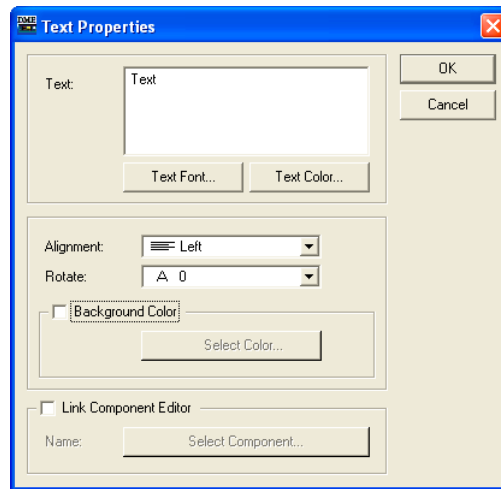 DME
Text Properties
Text:
Text
OK
Cancel
Text Font...
Text Color...
Alignment:
Left
Rotate:
A 0
Background Color
Select Color...
Link Component Editor
Name:
Select Component...